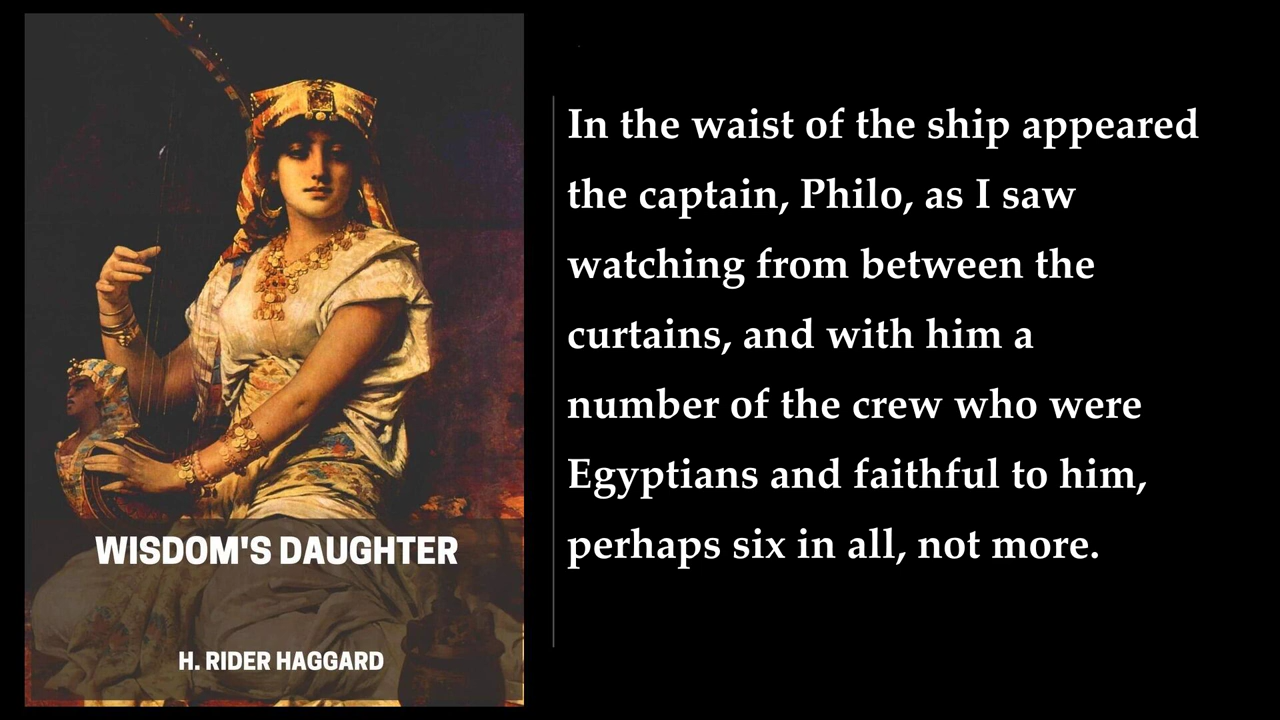 WISDOM'S DAUGHTER
H. RIDER HAGGARD
In the waist of the ship appeared
the captain, Philo, as I saw
watching from between the
curtains, and with him a
number of the crew who were
Egyptians and faithful to him,
perhaps six in all, not more.